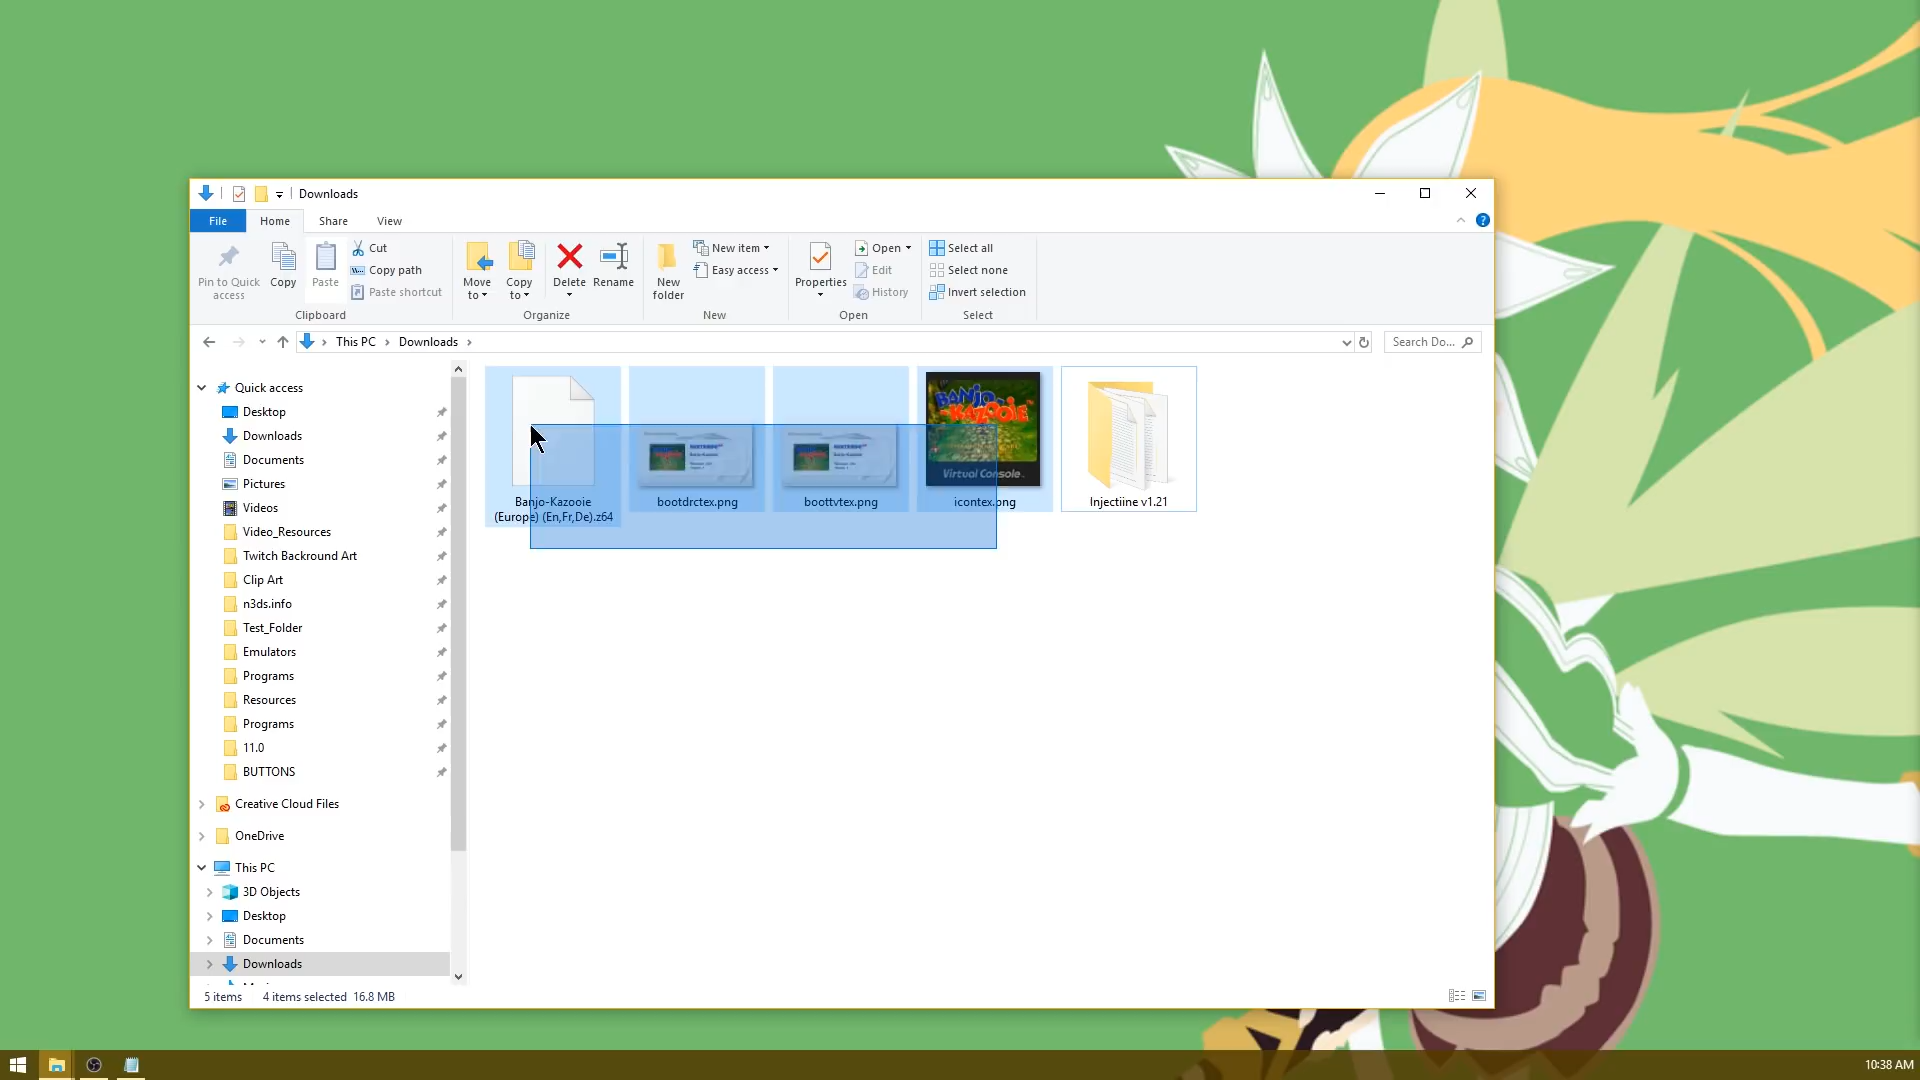 Downloads
File
Home
Share
View
Pin to Quick
access
Copy
Paste
Cut
Copy path
Paste shortcut
Clipboard
Move
to
Copy
to
Delete
Rename
Organize
New
folder
New item
Easy access
New
Properties
Open
Edit
History
Open
Select all
Select none
Invert selection
Select
This PC
Downloads
Search Do...
Quick access
Desktop
Downloads
Documents
Pictures
Videos
Video_Resources
Twitch Backround Art
Clip Art
n3ds.info
Test_Folder
Emulators
Programs
Resources
Programs
11.0
BUTTONS
Creative Cloud Files
OneDrive
This PC
3D Objects
Desktop
Documents
Downloads
Banjo-Kazooie
(Europe) (En,Fr,De).z64
bootdrctex.png
boottvtex.png
BANJO
KAZOOIE
Virtual Console
icontex.png
Injectiine v1.21
5 items
4 items selected
16.8 MB
10:38 AM